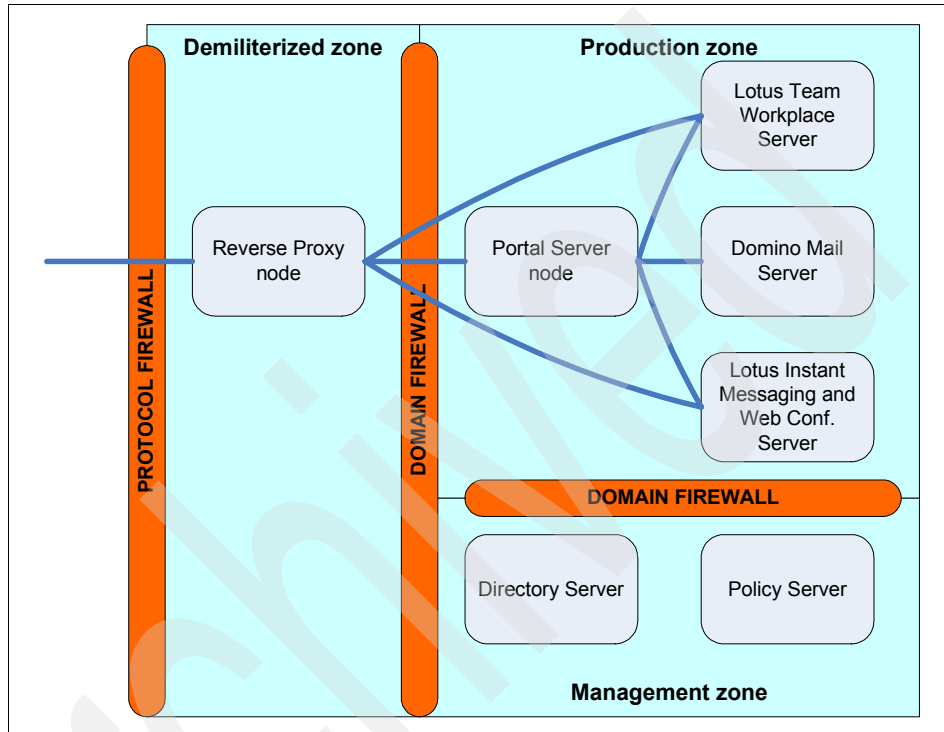 Demiliterized zone
Production zone
Lotus Team
Workplace
Server
Reverse Proxy
node
Portal Server
node
Domino Mail
Server
Lotus Instant
Messaging and
Web Conf.
Server
PROTOCOL FIREWALL
DOMAIN FIREWALL
DOMAIN FIREWALL
Directory Server
Policy Server
Management zone